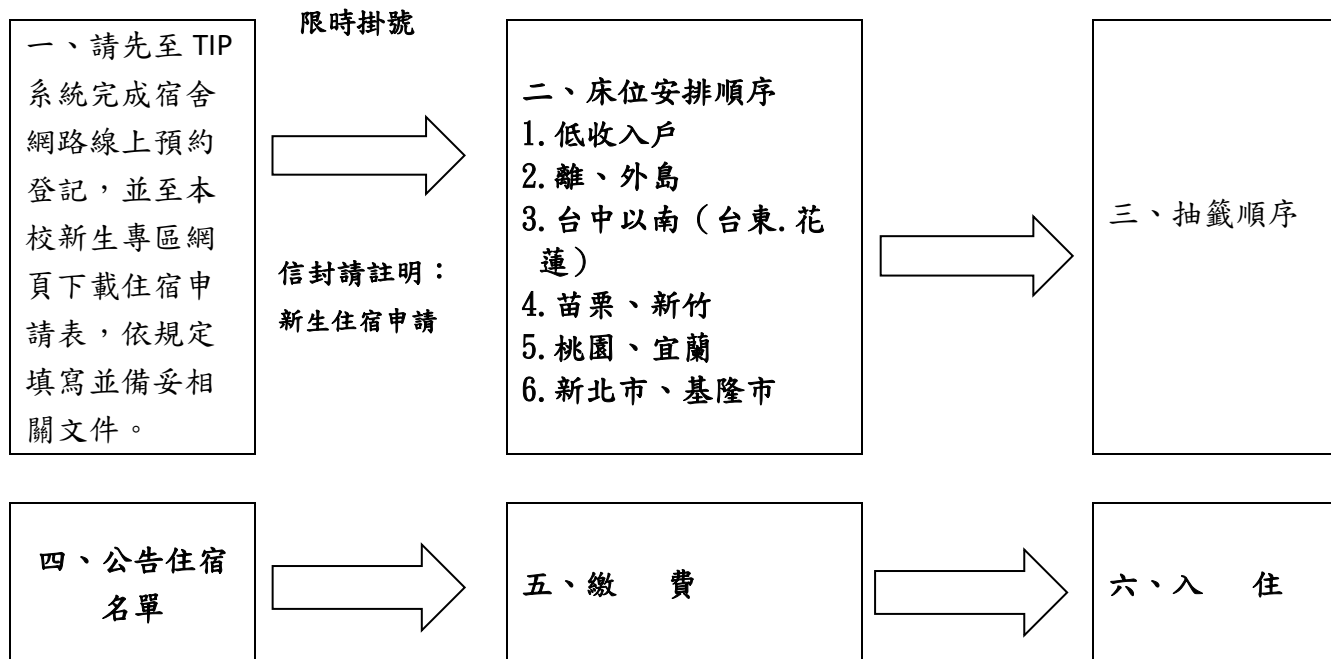 一、請先至 TIP
系統完成宿舍
網路線上預約
登記，並至本
校新生專區網
頁下載住宿申
請表，依規定
填寫並備妥相
關文件。
限時掛號
信封請註明：
新生住宿申請
二、床位安排順序
1.低收入戶
2.離、外島
3.台中以南（台東.花
蓮）
4.苗栗、新竹
5.桃園、宜蘭
6.新北市、基隆市
三、抽籤順序
四、公告住宿
名單
五、繳　費
六、入　住